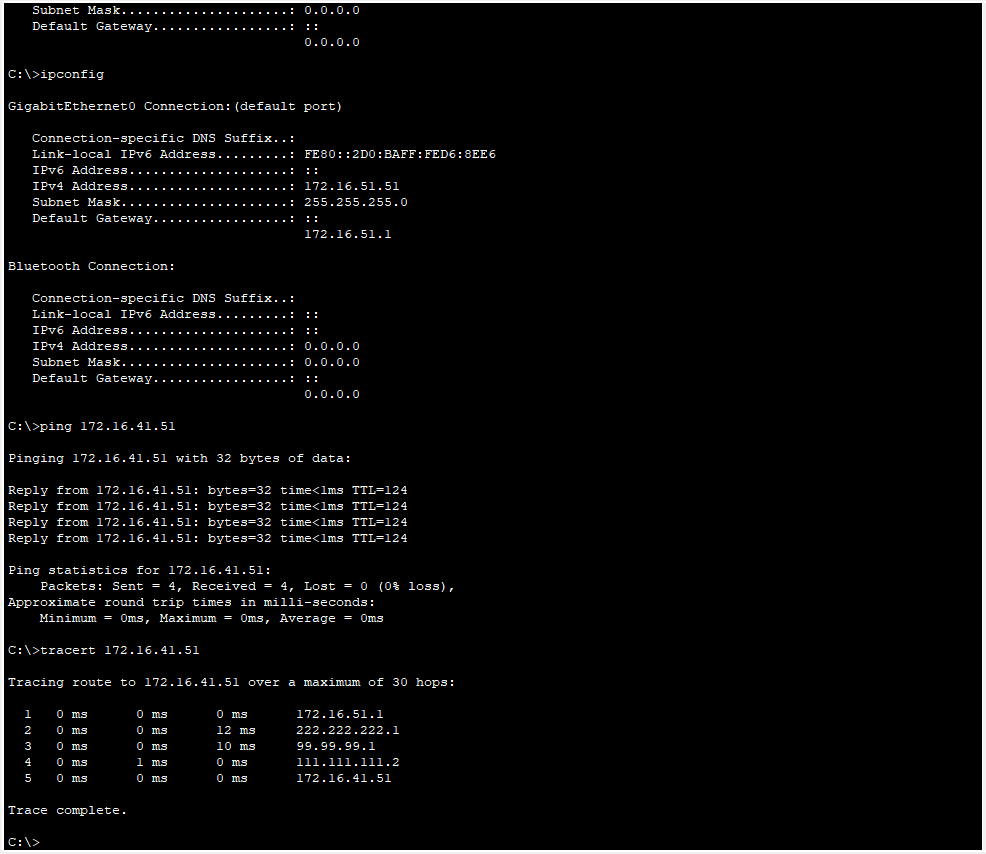 Subnet Mask.....................: 0.0.0.0
Default Gateway.................: ::
0.0.0.0
C:\>ipconfig
GigabitEthernet0 Connection:(default port)
Connection-specific DNS Suffix..:
Link-local IPv6 Address.........: FE80::2D0:BAFF:FED6:8EE6
IPv6 Address....................: ::
IPv4 Address....................: 172.16.51.51
Subnet Mask.....................: 255.255.255.0
Default Gateway.................: ::
172.16.51.1
Bluetooth Connection:
Connection-specific DNS Suffix..:
Link-local IPv6 Address.........: ::
IPv6 Address....................: ::
IPv4 Address....................: 0.0.0.0
Subnet Mask.....................: 0.0.0.0
Default Gateway.................: ::
0.0.0.0
C:\>ping 172.16.41.51
Pinging 172.16.41.51 with 32 bytes of data:
Reply from 172.16.41.51: bytes=32 time<1ms TTL=124
Reply from 172.16.41.51: bytes=32 time<1ms TTL=124
Reply from 172.16.41.51: bytes=32 time<1ms TTL=124
Reply from 172.16.41.51: bytes=32 time<1ms TTL=124
Ping statistics for 172.16.41.51:
Packets: Sent = 4, Received = 4, Lost = 0 (0% loss),
Approximate round trip times in milli-seconds:
Minimum = 0ms, Maximum = 0ms, Average = 0ms
C:\>tracert 172.16.41.51
Tracing route to 172.16.41.51 over a maximum of 30 hops:
1 0 ms 0 ms 0 ms 172.16.51.1
2 0 ms 0 ms 12 ms 222.222.222.1
3 0 ms 0 ms 10 ms 99.99.99.1
4 0 ms 1 ms 0 ms 111.111.111.2
5 0 ms 0 ms 0 ms 172.16.41.51
Trace complete.
C:\>